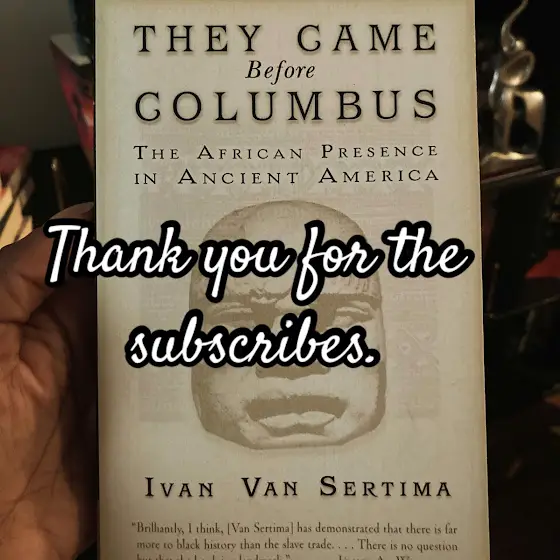 THEY CAME
Before
COLUMBUS
THE AFRICAN PRESENCE
IN ANCIENT AMERICA
Thank you for the
subscribes.
IVAN VAN SERTIMA
"Brilliantly, I think, [Van Sertima] has demonstrated that there is far
more to black history than the slave trade. . . . There is no question